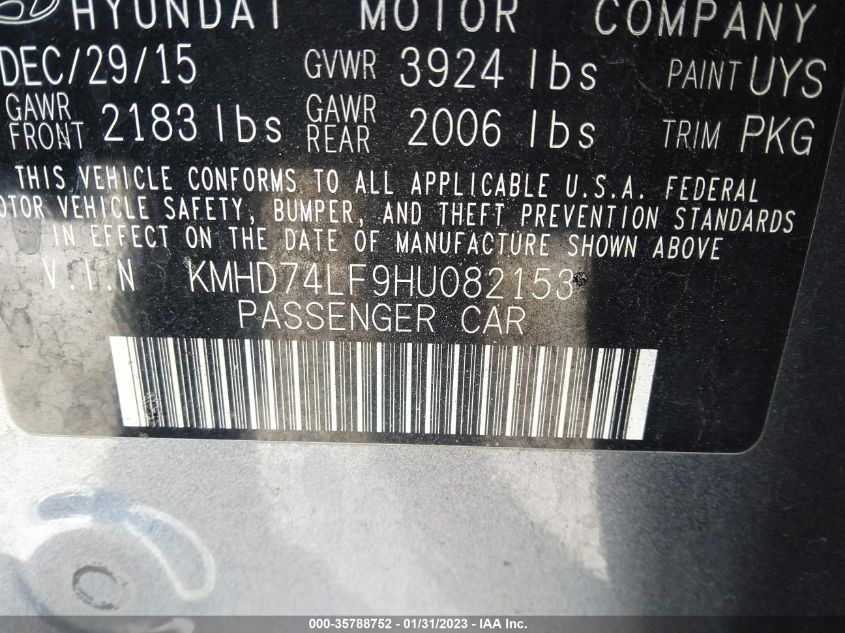 HYUNDAI MOTOR COMPANY
DEC/29/15 GVWR 3924 lbs PAINT UYS
GAWR FRONT 2183 lbs GAWR REAR 2006 lbs TRIM PKG
THIS VEHICLE CONFORMS TO ALL APPLICABLE U.S.A. FEDERAL
OTOR VEHICLE SAFETY, BUMPER, AND THEFT PREVENTION STANDARDS
IN EFFECT ON THE DATE OF MANUFACTURE SHOWN ABOVE
V.I.N KMHD74LF9HU082153
PASSENGER CAR
000-35788752 - 01/31/2023 - IAA Inc.